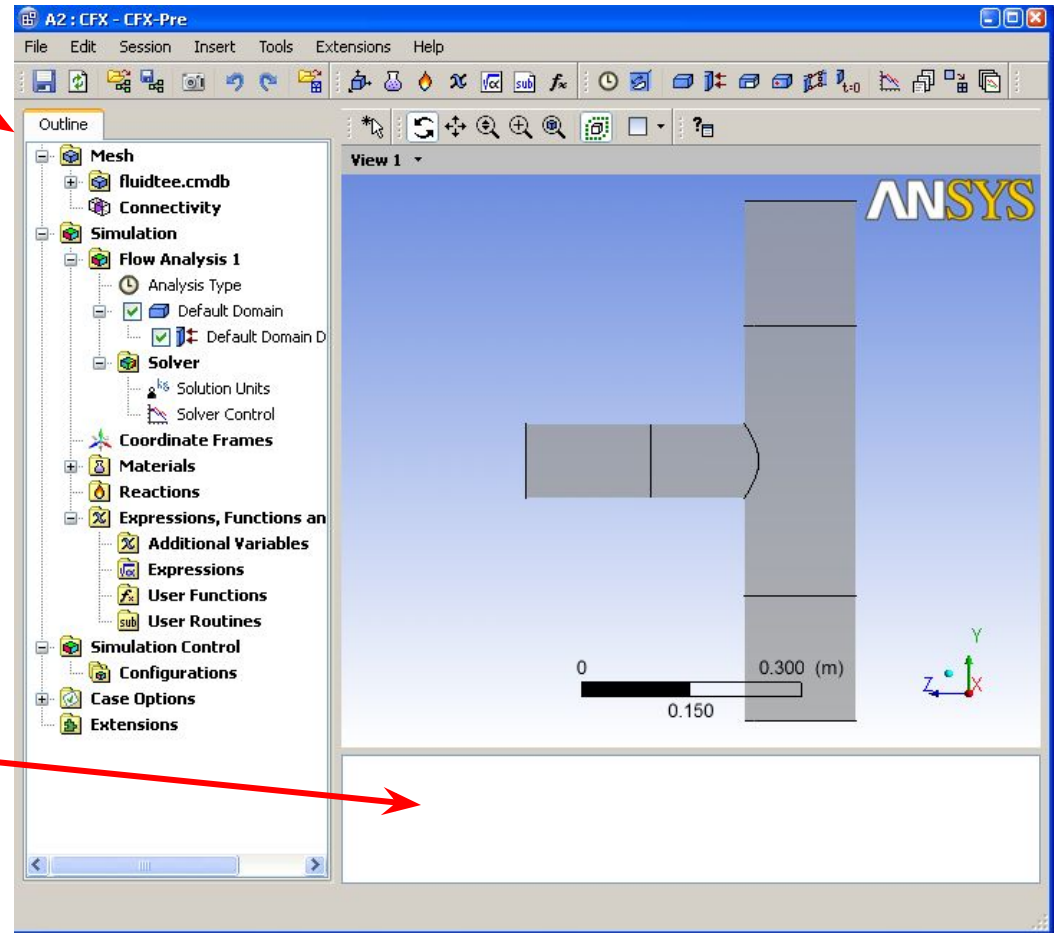 A2 : CFX - CFX-Pre
File Edit Session Insert Tools Extensions Help
Outline
Mesh
fluidtee.cmdb
Connectivity
Simulation
Flow Analysis 1
Analysis Type
Default Domain
Default Domain D
Solver
Solution Units
Solver Control
Coordinate Frames
Materials
Reactions
Expressions, Functions an
Additional Variables
Expressions
User Functions
User Routines
Simulation Control
Configurations
Case Options
Extensions
View 1
ANSYS
0 0.300 (m)
0.150
Y
Z X